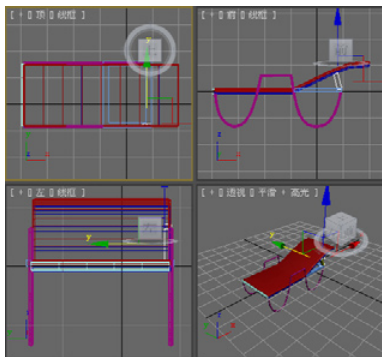 [ + ][ 顶 ][ 线框 ]
[ + ][ 前 ][ 线框 ]
y
z
x
z
x
[ + ][ 左 ][ 线框 ]
[ + ][ 透视 ][ 平滑 + 高光 ]
y
y
z